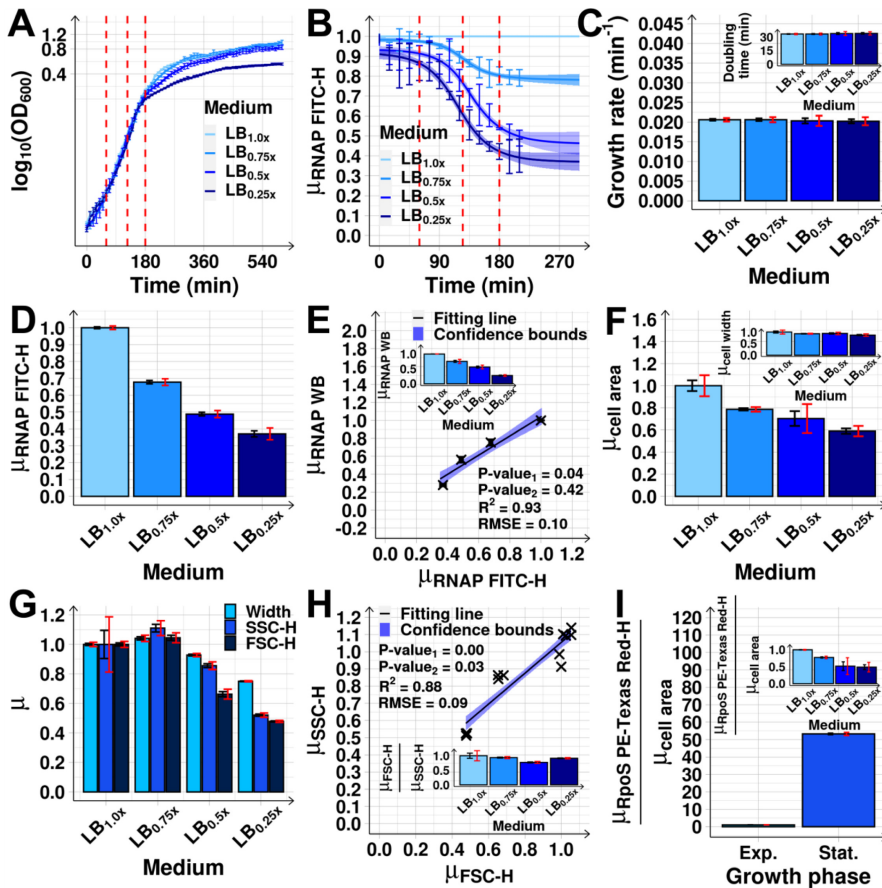 A
log10(OD600)
1.2
0.8
0.4
Medium
LB1.0x
LB0.75x
LB0.5x
LB0.25x
0 180 360 540
Time (min)
B
μRNAP FITC-H
1.0
0.9
0.8
0.7
0.6
0.5
0.4
0.3
0.2
0.1
0.0
Medium
LB1.0x
LB0.75x
LB0.5x
LB0.25x
0 90 180 270
Time (min)
C
Growth rate (min-1)
0.045
0.040
0.035
0.030
0.025
0.020
0.015
0.010
0.005
0.000
Doubling
time (min)
30
15
0
LB1.0x LB0.75x LB0.5x LB0.25x
Medium
LB1.0x LB0.75x LB0.5x LB0.25x
Medium
D
μRNAP FITC-H
1.0
0.9
0.8
0.7
0.6
0.5
0.4
0.3
0.2
0.1
0.0
LB1.0x LB0.75x LB0.5x LB0.25x
Medium
E
Fitting line
Confidence bounds
μRNAP WB
2.0
1.8
1.6
1.4
1.2
1.0
0.8
0.6
0.4
0.2
0.0
-0.2
μRNAP WB
1.0
0.5
0.0
LB1.0x LB0.75x LB0.5x LB0.25x
Medium
P-value1 = 0.04
P-value2 = 0.42
R2 = 0.93
RMSE = 0.10
0.0 0.2 0.4 0.6 0.8 1.0 1.2
μRNAP FITC-H
F
μcell area
1.6
1.4
1.2
1.0
0.8
0.6
0.4
0.2
0.0
μcell width
1.0
0.5
0.0
LB1.0x LB0.75x LB0.5x LB0.25x
Medium
LB1.0x LB0.75x LB0.5x LB0.25x
Medium
G
Width
SSC-H
FSC-H
μ
1.2
1.0
0.8
0.6
0.4
0.2
0.0
LB1.0x LB0.75x LB0.5x LB0.25x
Medium
H
Fitting line
Confidence bounds
P-value1 = 0.00
P-value2 = 0.03
R2 = 0.88
RMSE = 0.09
μSSC-H
1.2
1.1
1.0
0.9
0.8
0.7
0.6
0.5
0.4
0.3
0.2
0.1
0.0
μFSC-H
μSSC-H
1.0
0.5
0.0
LB1.0x LB0.75x LB0.5x LB0.25x
Medium
0.0 0.2 0.4 0.6 0.8 1.0
μFSC-H
I
μRpoS PE-Texas Red-H
μcell area
120
110
100
90
80
70
60
50
40
30
20
10
0
μRpoS PE-Texas Red-H
μcell area
1.0
0.5
0.0
LB1.0x LB0.75x LB0.5x LB0.25x
Medium
Exp. Stat.
Growth phase